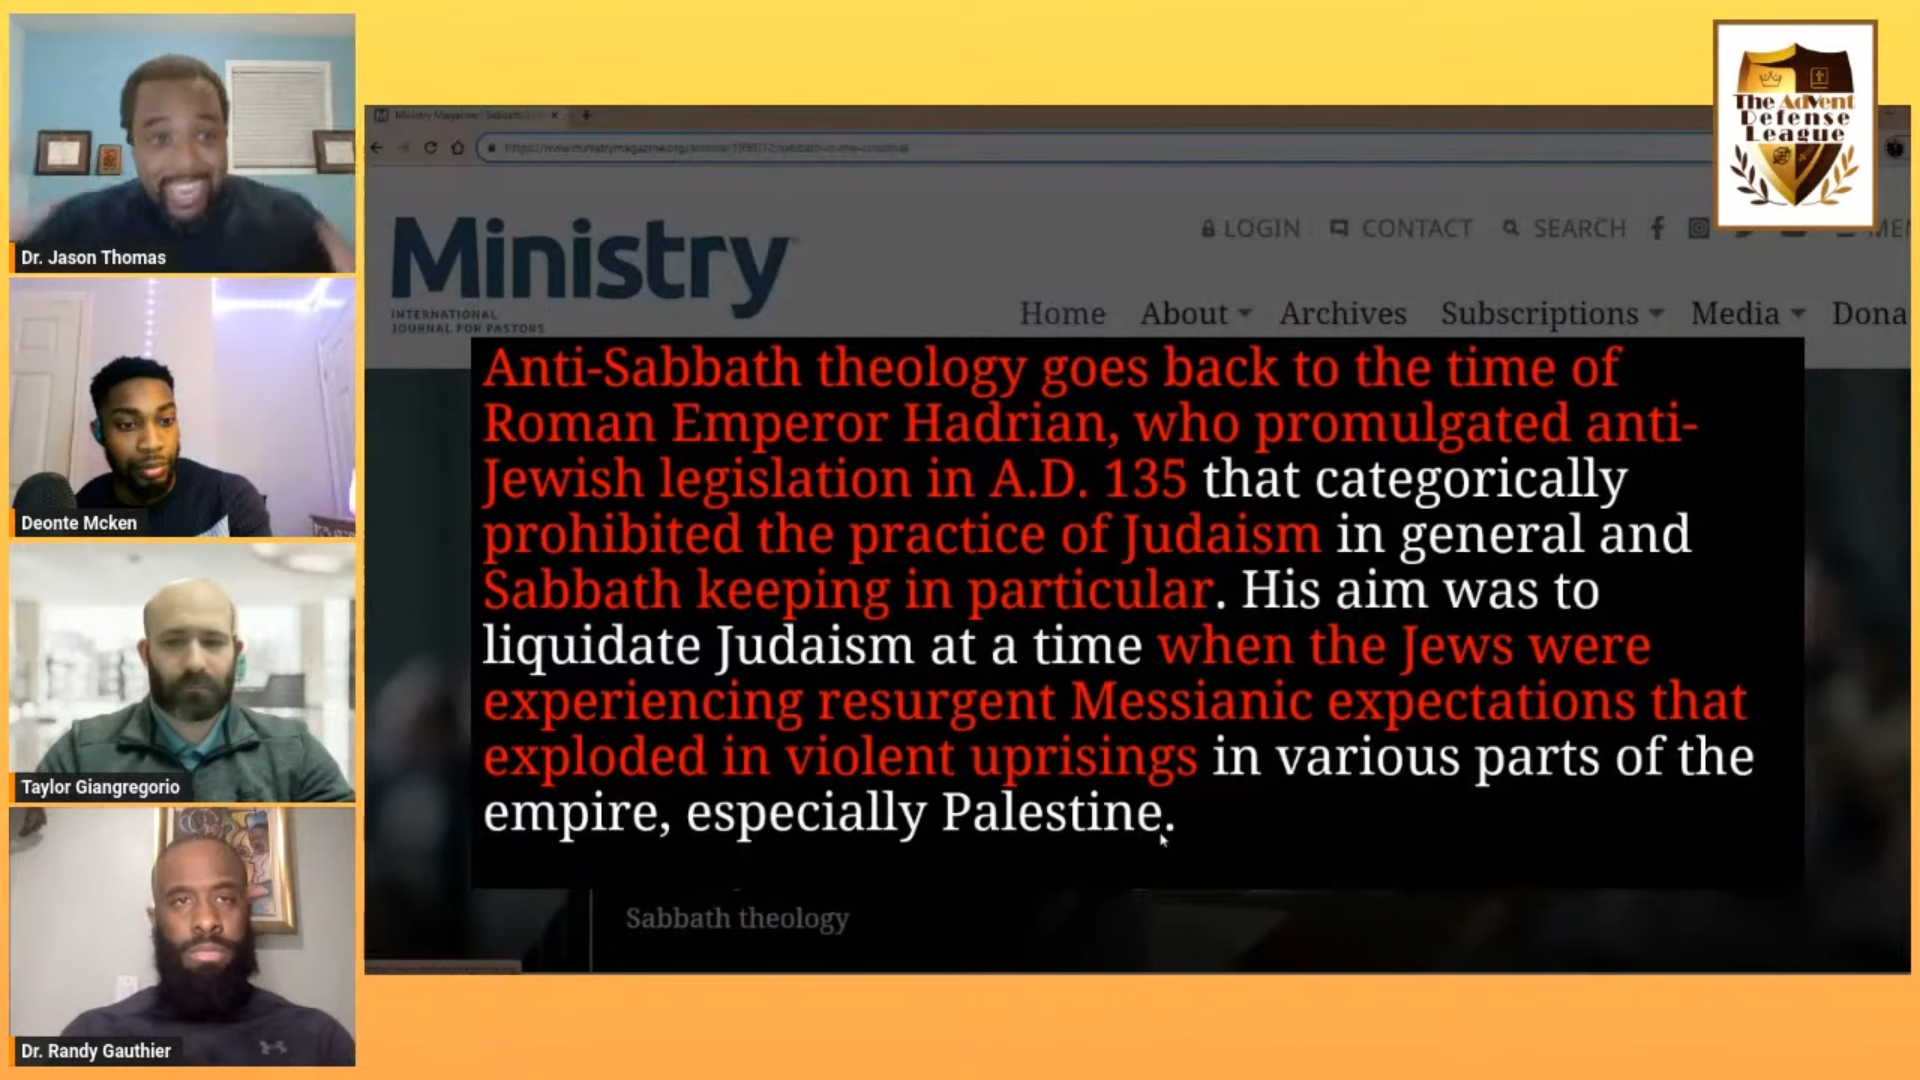 Dr. Jason Thomas
Deonte Mcken
Taylor Giangregorio
Dr. Randy Gauthier
The Advent
Defense
League
Ministry Magazine | Sabbath
Ministry
INTERNATIONAL
JOURNAL FOR PASTORS
LOGIN CONTACT SEARCH
Home About Archives Subscriptions Media Dona
Anti-Sabbath theology goes back to the time of
Roman Emperor Hadrian, who promulgated anti-
Jewish legislation in A.D. 135 that categorically
prohibited the practice of Judaism in general and
Sabbath keeping in particular. His aim was to
liquidate Judaism at a time when the Jews were
experiencing resurgent Messianic expectations that
exploded in violent uprisings in various parts of the
empire, especially Palestine.
Sabbath theology